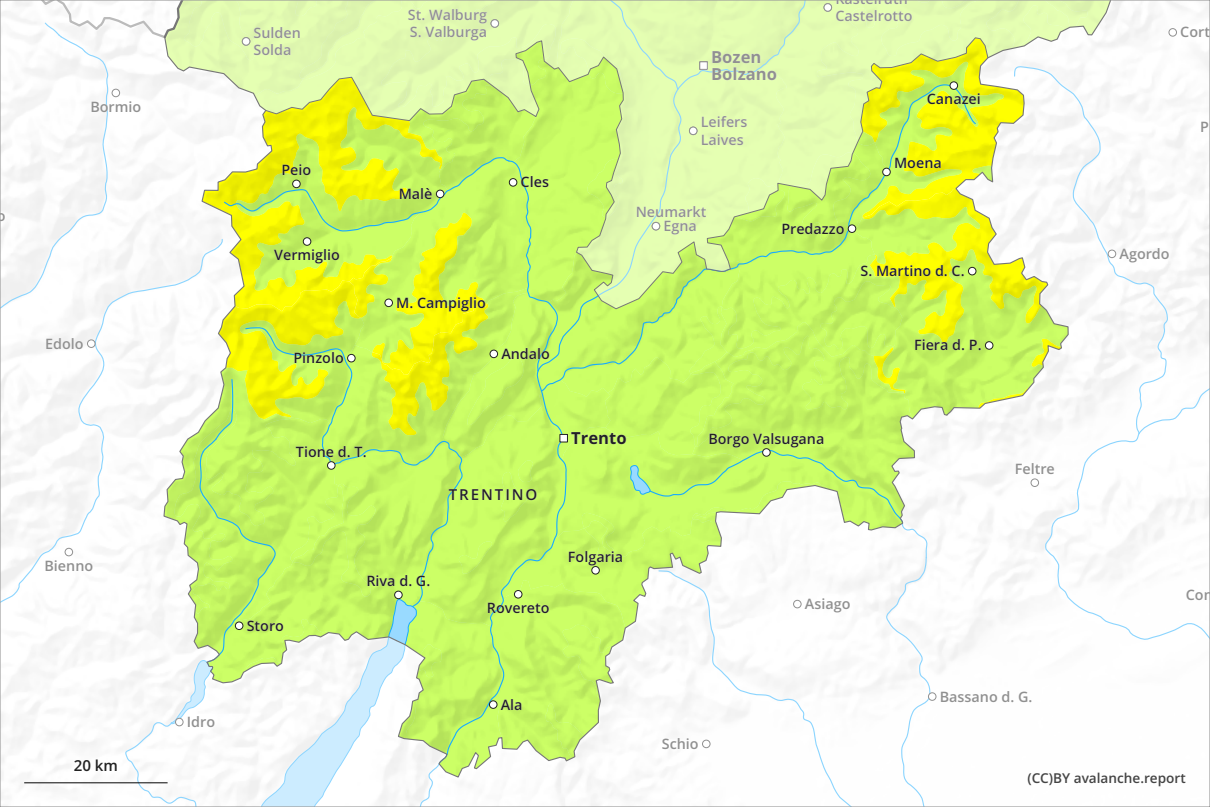 St. Walburg
S. Valburga
Kastelruth
Castelrotto
Sulden
Solda
Cort
Bozen
Bolzano
Bormio
Canazei
Leifers
Laives
P
Moena
Peio
Malè
Cles
Neumarkt
Egna
Predazzo
Vermiglio
Agordo
S. Martino d. C.
M. Campiglio
Edolo
Pinzolo
Andalo
Fiera d. P.
Trento
Borgo Valsugana
Tione d. T.
Feltre
TRENTINO
Bienno
Folgaria
Riva d. G.
Cor
Rovereto
Asiago
Storo
Bassano d. G.
Ala
Idro
Schio
20 km
(CC)BY avalanche.report